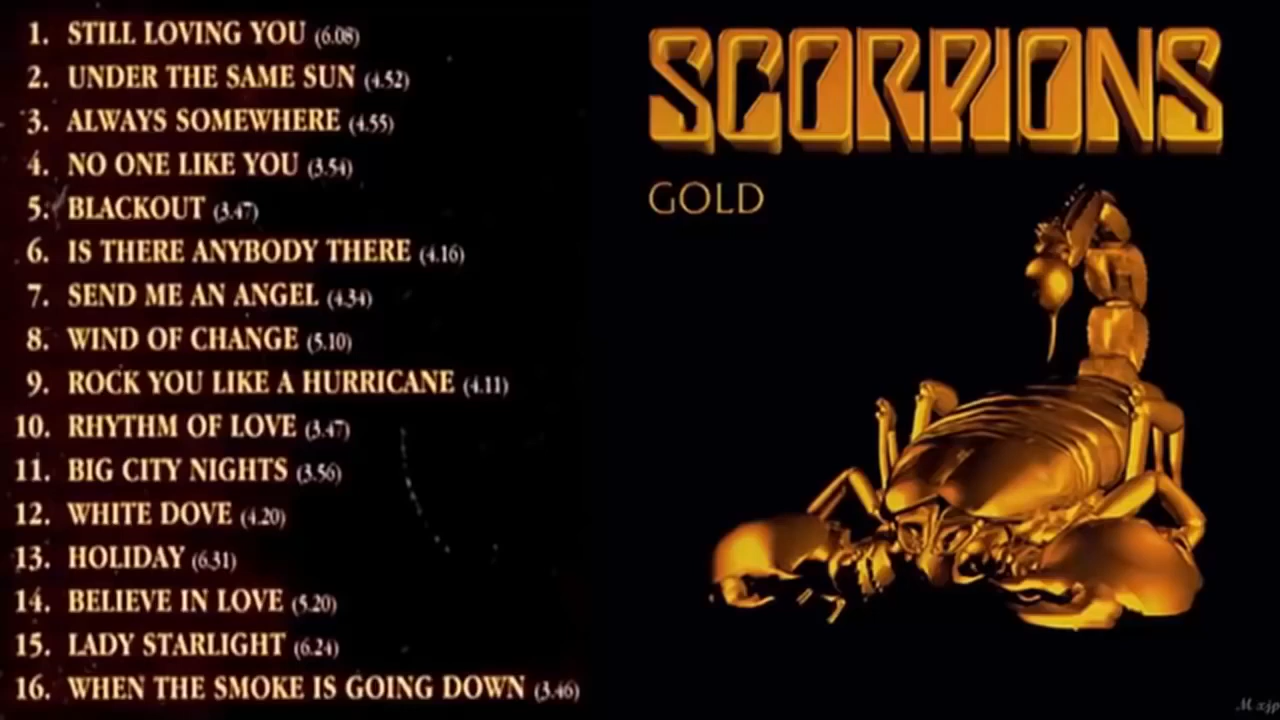 1. STILL LOVING YOU (6.08)
2. UNDER THE SAME SUN (4.52)
3. ALWAYS SOMEWHERE (4.55)
4. NO ONE LIKE YOU (3.54)
5. BLACKOUT (3.47)
6. IS THERE ANYBODY THERE (4.16)
7. SEND ME AN ANGEL (4.34)
8. WIND OF CHANGE (5.10)
9. ROCK YOU LIKE A HURRICANE (4.11)
10. RHYTHM OF LOVE (3.47)
11. BIG CITY NIGHTS (3.56)
12. WHITE DOVE (4.20)
13. HOLIDAY (6.31)
14. BELIEVE IN LOVE (5.20)
15. LADY STARLIGHT (6.24)
16. WHEN THE SMOKE IS GOING DOWN (3.46)
SCORPIONS
GOLD